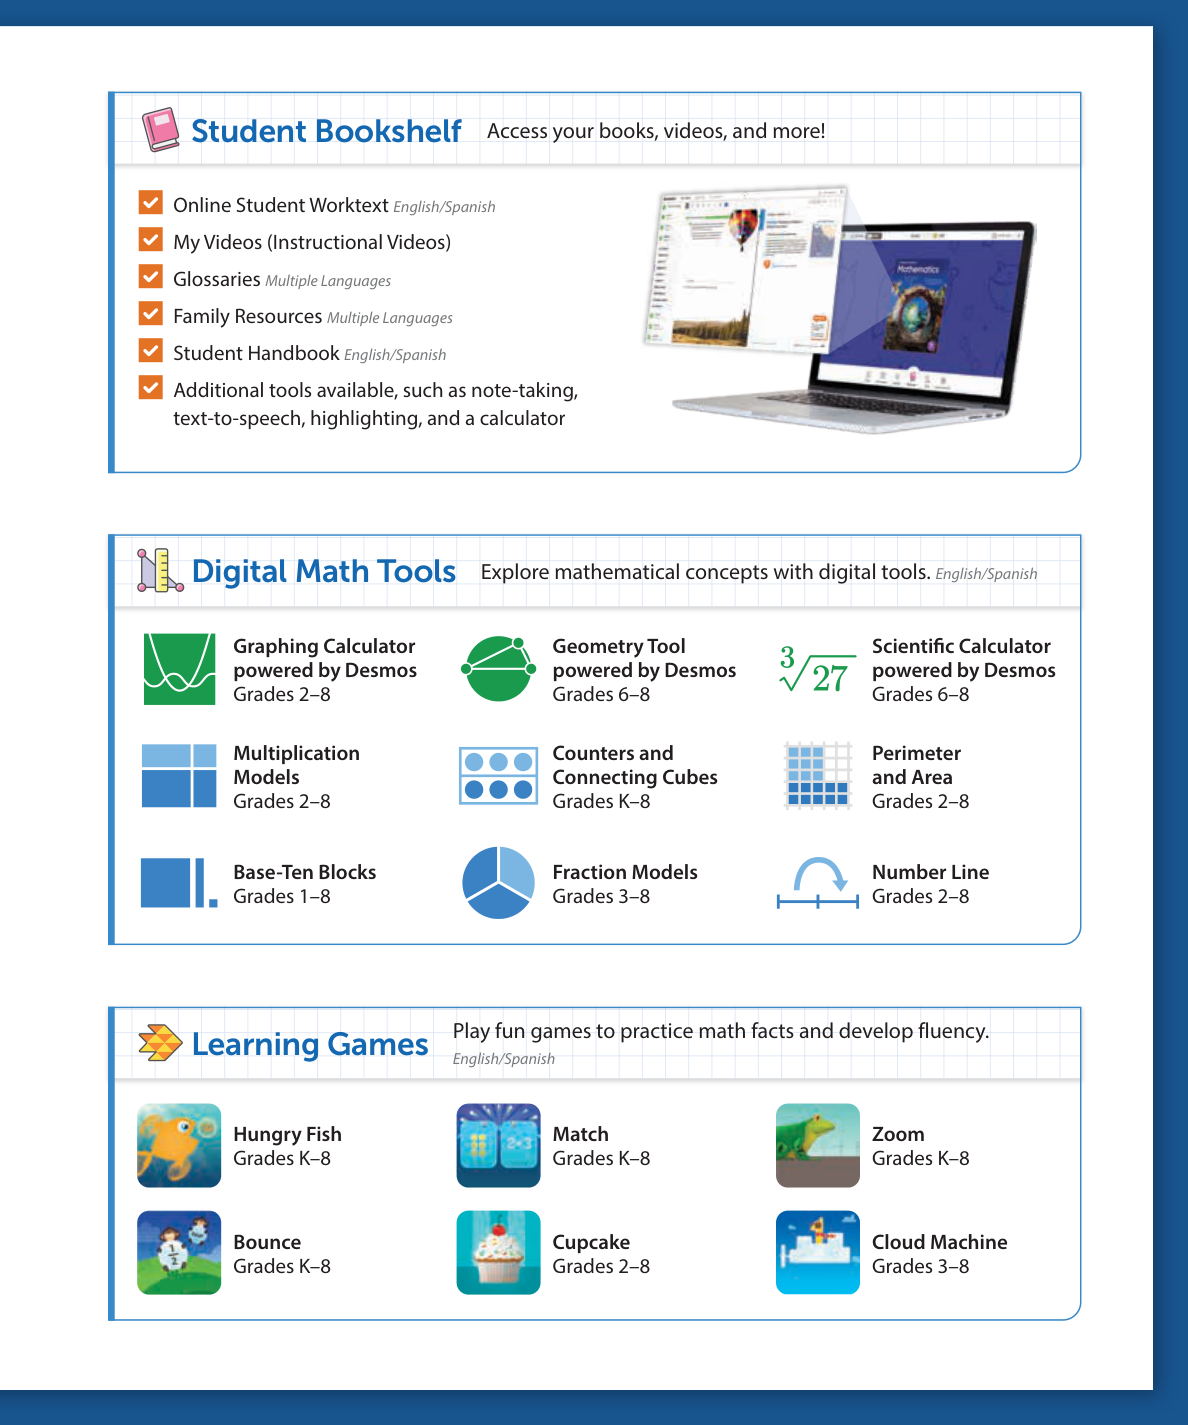 Student Bookshelf Access your books, videos, and more!
Online Student Worktext English/Spanish
My Videos (Instructional Videos)
Glossaries Multiple Languages
Family Resources Multiple Languages
Student Handbook English/Spanish
Additional tools available, such as note-taking,
text-to-speech, highlighting, and a calculator
Mathematics
Digital Math Tools Explore mathematical concepts with digital tools. English/Spanish
Graphing Calculator
powered by Desmos
Grades 2–8
Geometry Tool
powered by Desmos
Grades 6–8
3√27
Scientific Calculator
powered by Desmos
Grades 6–8
Multiplication
Models
Grades 2–8
Counters and
Connecting Cubes
Grades K–8
Perimeter
and Area
Grades 2–8
Base-Ten Blocks
Grades 1–8
Fraction Models
Grades 3–8
Number Line
Grades 2–8
Learning Games Play fun games to practice math facts and develop fluency.
English/Spanish
Hungry Fish
Grades K–8
2×3
Match
Grades K–8
Zoom
Grades K–8
1/2
Bounce
Grades K–8
Cupcake
Grades 2–8
Cloud Machine
Grades 3–8